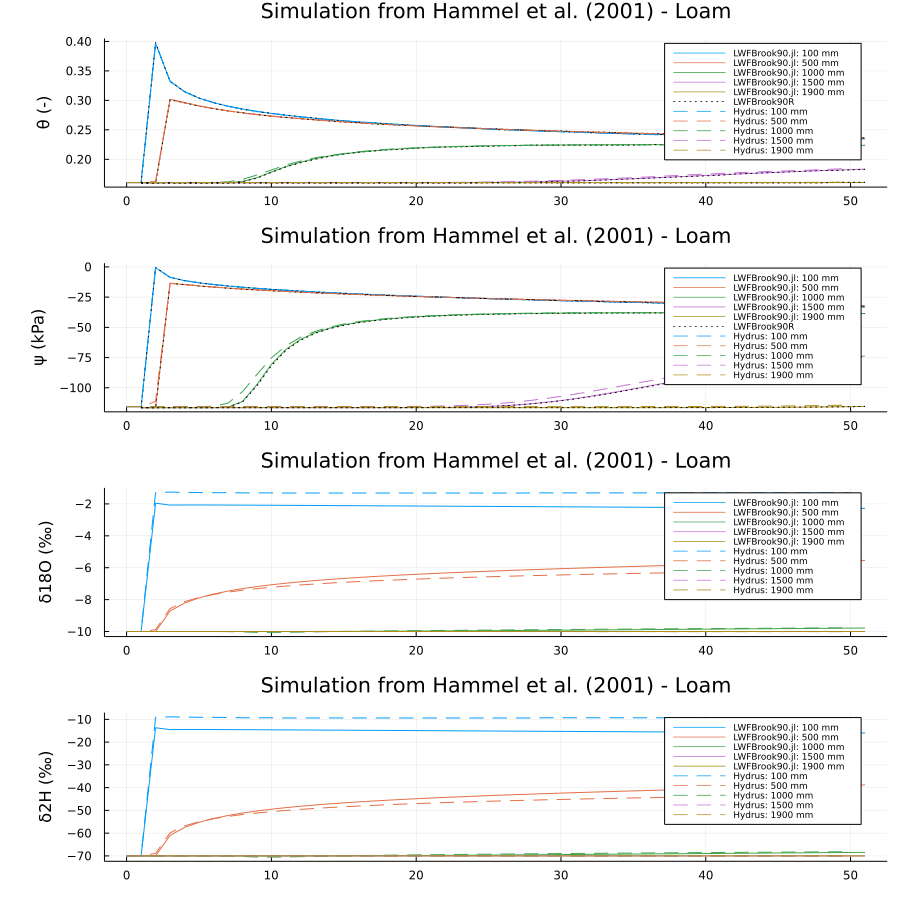 Simulation from Hammel et al. (2001) - Loam
θ (-)
0.40
0.35
0.30
0.25
0.20
0 10 20 30 40 50
LWFBrook90.jl: 100 mm
LWFBrook90.jl: 500 mm
LWFBrook90.jl: 1000 mm
LWFBrook90.jl: 1500 mm
LWFBrook90.jl: 1900 mm
LWFBrook90R
Hydrus: 100 mm
Hydrus: 500 mm
Hydrus: 1000 mm
Hydrus: 1500 mm
Hydrus: 1900 mm
Simulation from Hammel et al. (2001) - Loam
ψ (kPa)
0
−25
−50
−75
−100
0 10 20 30 40 50
LWFBrook90.jl: 100 mm
LWFBrook90.jl: 500 mm
LWFBrook90.jl: 1000 mm
LWFBrook90.jl: 1500 mm
LWFBrook90.jl: 1900 mm
LWFBrook90R
Hydrus: 100 mm
Hydrus: 500 mm
Hydrus: 1000 mm
Hydrus: 1500 mm
Hydrus: 1900 mm
Simulation from Hammel et al. (2001) - Loam
δ18O (‰)
−2
−4
−6
−8
−10
0 10 20 30 40 50
LWFBrook90.jl: 100 mm
LWFBrook90.jl: 500 mm
LWFBrook90.jl: 1000 mm
LWFBrook90.jl: 1500 mm
LWFBrook90.jl: 1900 mm
Hydrus: 100 mm
Hydrus: 500 mm
Hydrus: 1000 mm
Hydrus: 1500 mm
Hydrus: 1900 mm
Simulation from Hammel et al. (2001) - Loam
δ2H (‰)
−10
−20
−30
−40
−50
−60
−70
0 10 20 30 40 50
LWFBrook90.jl: 100 mm
LWFBrook90.jl: 500 mm
LWFBrook90.jl: 1000 mm
LWFBrook90.jl: 1500 mm
LWFBrook90.jl: 1900 mm
Hydrus: 100 mm
Hydrus: 500 mm
Hydrus: 1000 mm
Hydrus: 1500 mm
Hydrus: 1900 mm